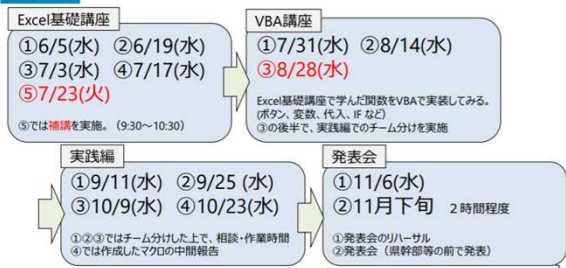 Excel基礎講座
①6/5(水) ②6/19(水)
③7/3(水) ④7/17(水)
⑤7/23(火)
⑤では補講を実施。（9:30～10:30）
VBA講座
①7/31(水) ②8/14(水)
③8/28(水)
Excel基礎講座で学んだ関数をVBAで実装してみる。
(ボタン、変数、代入、IF など)
③の後半で、実践編でのチーム分けを実施
実践編
①9/11(水) ②9/25 (水)
③10/9(水) ④10/23(水)
①②③ではチーム分けした上で、相談・作業時間
④では作成したマクロの中間報告
発表会
①11/6(水)
②11月下旬 ２時間程度
①発表会のリハーサル
②発表会（県幹部等の前で発表）